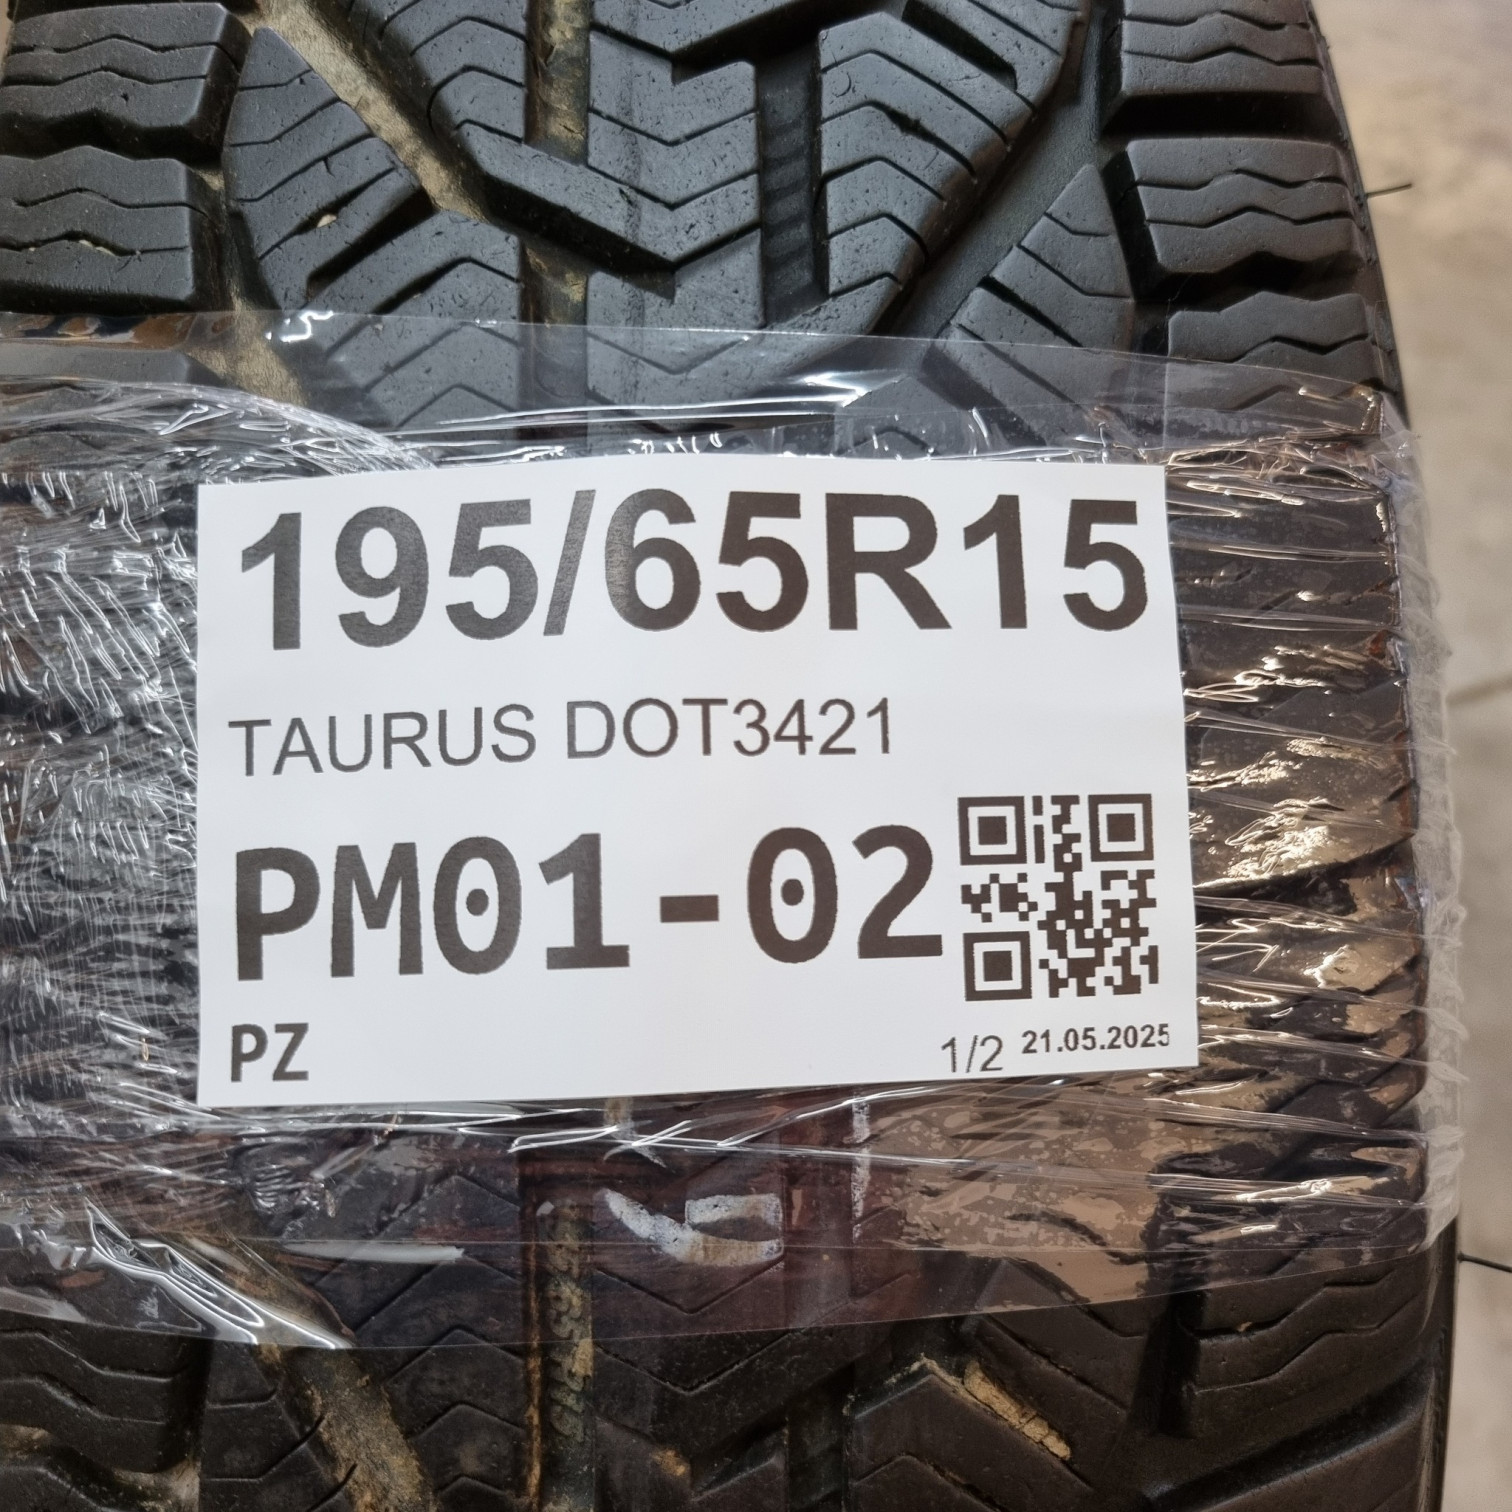 195/65R15
TAURUS DOT3421
PM01-02
PZ
1/2 21.05.2025